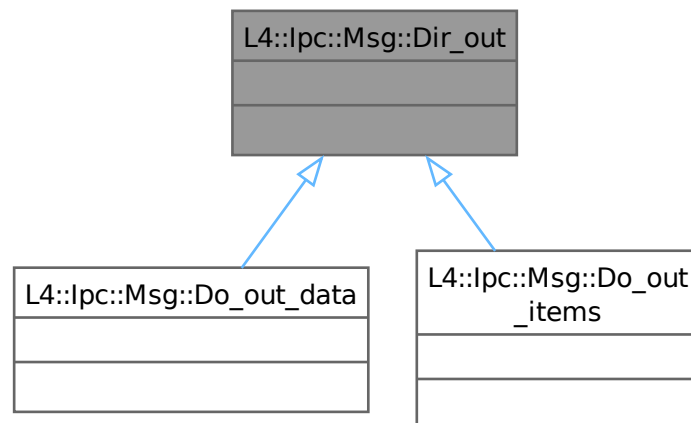 L4::Ipc::Msg::Dir_out
L4::Ipc::Msg::Do_out_data
L4::Ipc::Msg::Do_out
_items